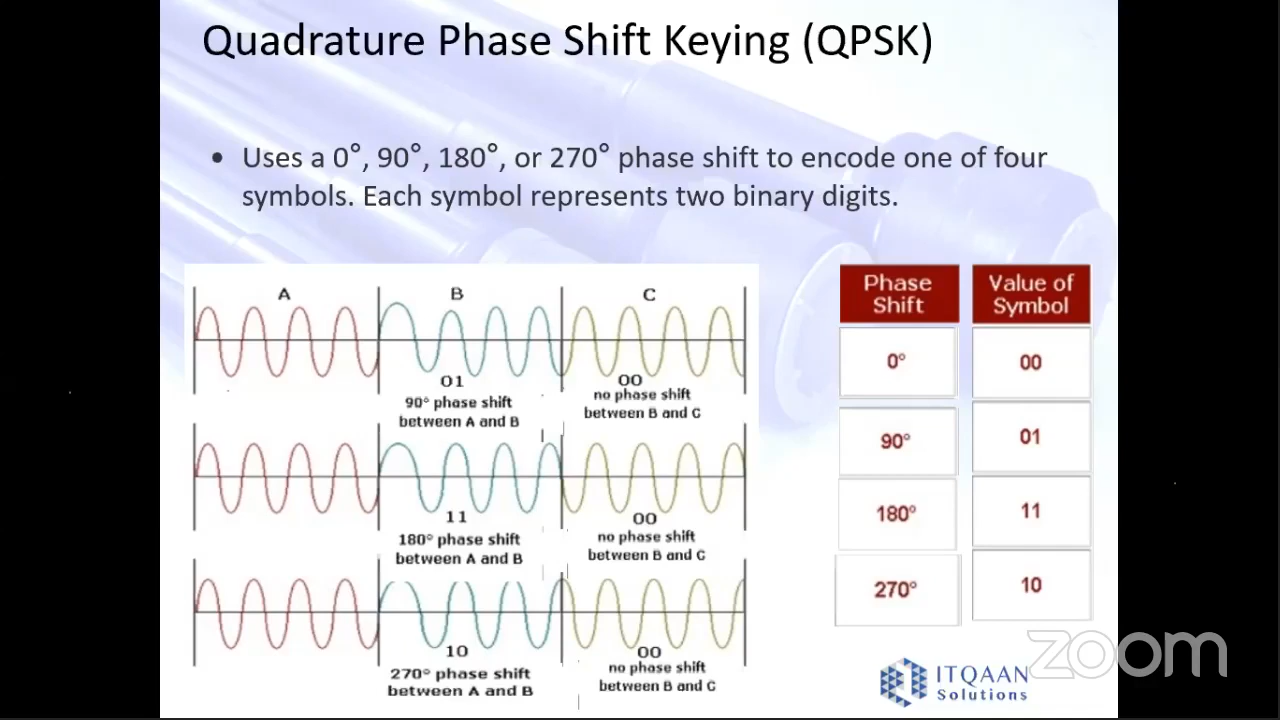 Quadrature Phase Shift Keying (QPSK)
• Uses a 0°, 90°, 180°, or 270° phase shift to encode one of four
symbols. Each symbol represents two binary digits.
A
B
C
01
90° phase shift
between A and B
00
no phase shift
between B and C
11
180° phase shift
between A and B
00
no phase shift
between B and C
10
270° phase shift
between A and B
00
no phase shift
between B and C
Phase
Shift
Value of
Symbol
0°
00
90°
01
180°
11
270°
10
ITQAAN
Solutions
zoom